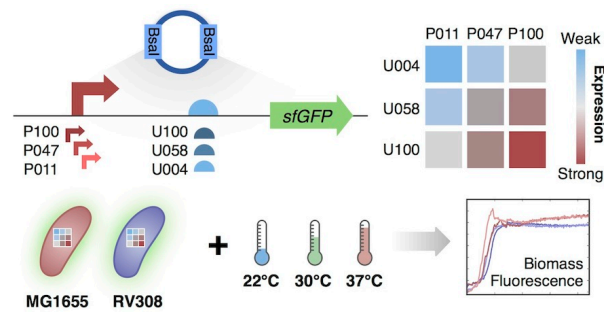 BsaI
BsaI
sfGFP
P100
P047
P011
U100
U058
U004
P011 P047 P100
U004
U058
U100
Weak
Expression
Strong
MG1655
RV308
+
22°C
30°C
37°C
Biomass
Fluorescence